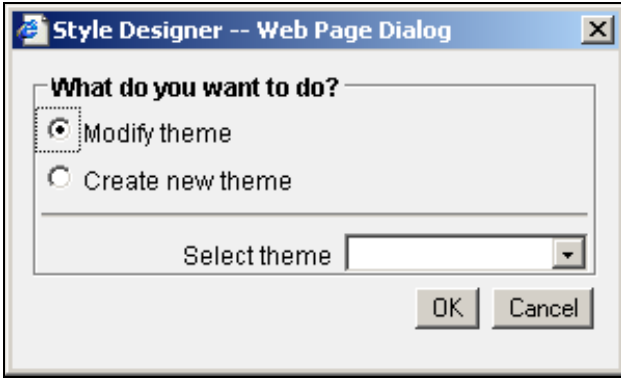 Style Designer -- Web Page Dialog
What do you want to do?
Modify theme
Create new theme
Select theme
OK Cancel